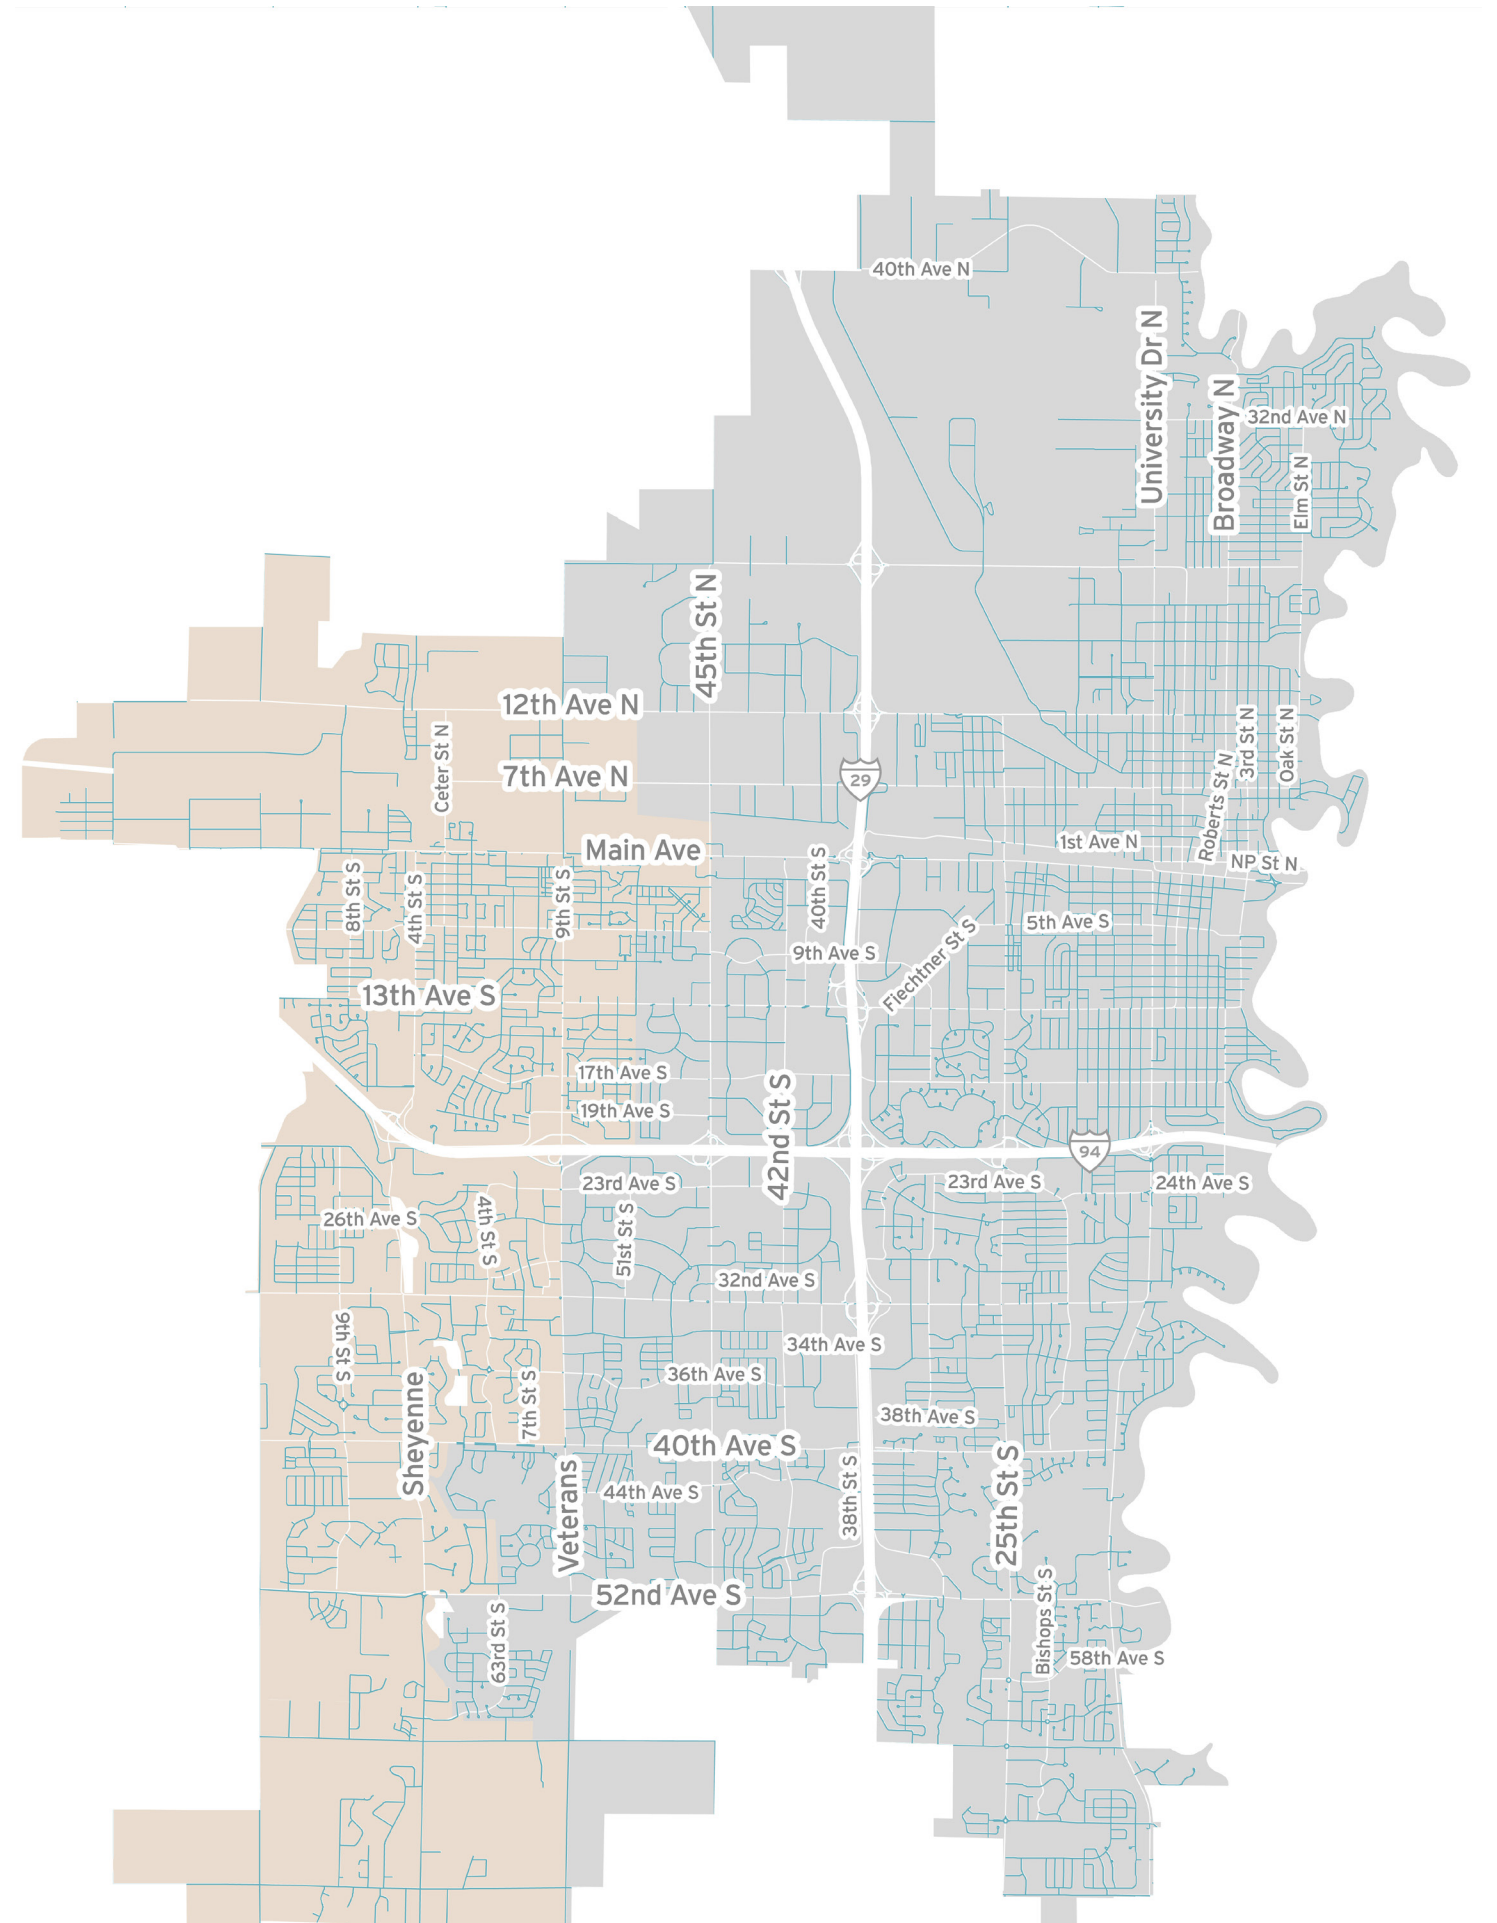 40th Ave N
University Dr N
Broadway N
32nd Ave N
Elm St N
45th St N
12th Ave N
Ceter St N
7th Ave N
29
3rd St N
Oak St N
Roberts St N
Main Ave
1st Ave N
NP St N
8th St S
4th St S
9th St S
40th St S
9th Ave S
Fiechtner St S
5th Ave S
13th Ave S
17th Ave S
19th Ave S
42nd St S
94
23rd Ave S
23rd Ave S
24th Ave S
26th Ave S
4th St S
51st St S
32nd Ave S
9th St S
34th Ave S
36th Ave S
Sheyenne
7th St S
38th Ave S
40th Ave S
Veterans
44th Ave S
38th St S
25th St S
52nd Ave S
63rd St S
Bishops St S
58th Ave S